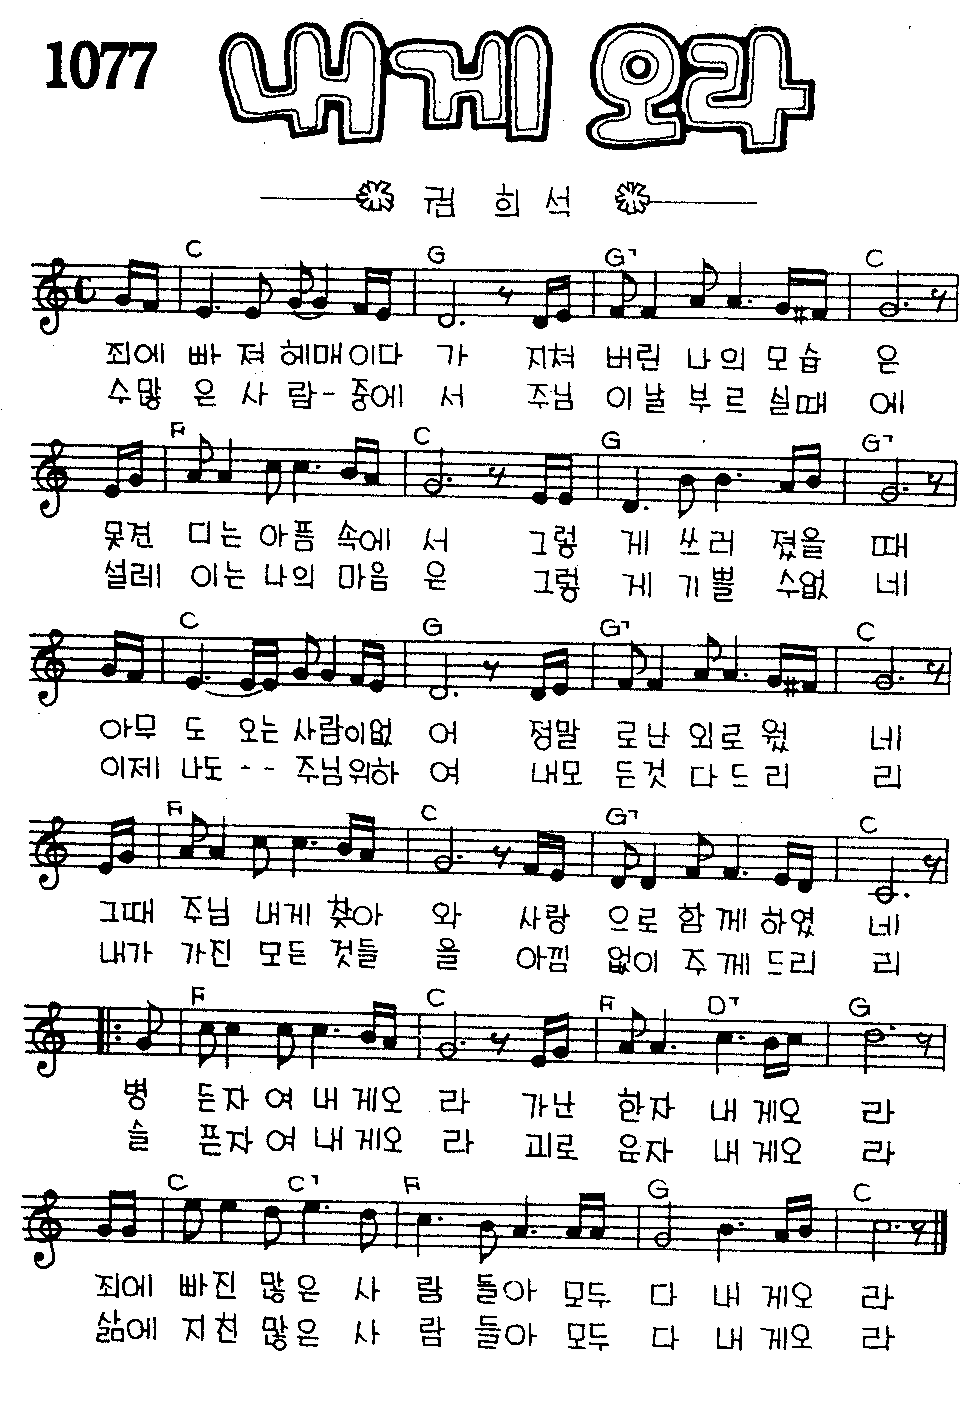 1077 내게 오라
김희석
C G G7 C
죄에 빠 져 헤매이다 가 지쳐 버린 나의 모습 은
수많 은 사 람- 중에 서 주님 이날 부르 실때 에
F C G G7
못견 디는 아픔 속에 서 그렇 게 쓰러 졌을 때
설레 이는 나의 마음 은 그렇 게 기쁠 수없 네
C G G7 C
아무 도 오는 사람이없 어 정말 로난 외로 웠 네
이제 나도 - - 주님위하 여 내모 든것 다드 리 리
F C G7 C
그때 주님 내게 찾아 와 사랑 으로 함께 하였 네
내가 가진 모든 것들 을 아낌 없이 주께 드리 리
F C F D7 G
병 든자 여 내 게오 라 가난 한자 내 게오 라
슬 픈자 여 내 게오 라 괴로 운자 내 게오 라
C C7 F G C
죄에 빠진 많은 사 람 돌아 모두 다 내 게오 라
삶에 지친 많은 사 람 들아 모두 다 내 게오 라